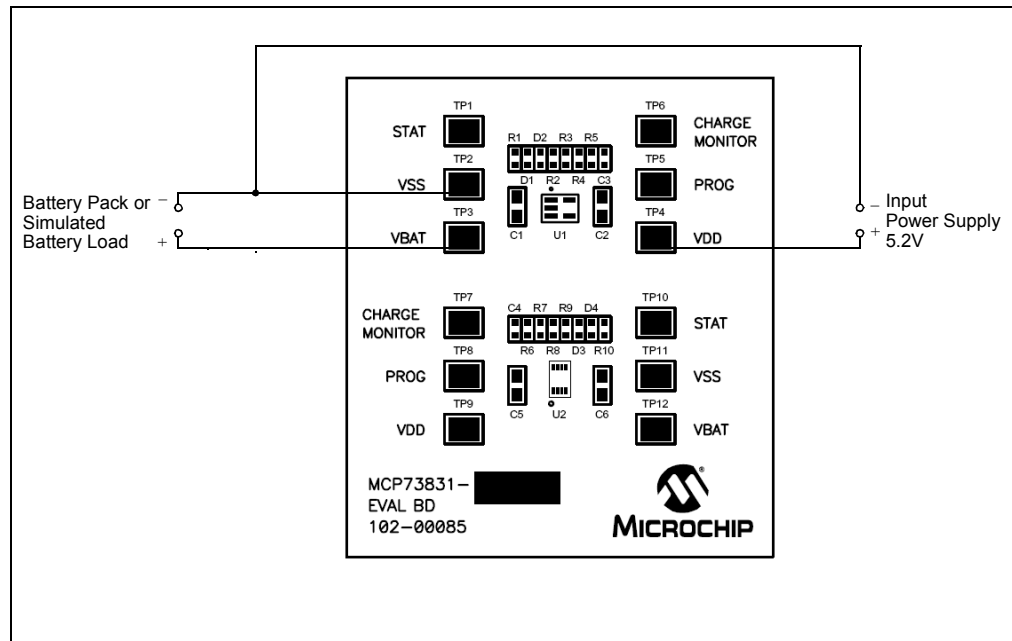 TP1
STAT
TP2
VSS
TP3
VBAT
R1 D2 R3 R5
D1 R2 R4 C3
C1 U1 C2
TP6
CHARGE
MONITOR
TP5
PROG
TP4
VDD
Battery Pack or
Simulated
Battery Load
−
+
−
+
Input
Power Supply
5.2V
TP7
CHARGE
MONITOR
TP8
PROG
TP9
VDD
C4 R7 R9 D4
R6 R8 D3 R10
C5 U2 C6
TP10
STAT
TP11
VSS
TP12
VBAT
MCP73831-
EVAL BD
102-00085
MICROCHIP
®